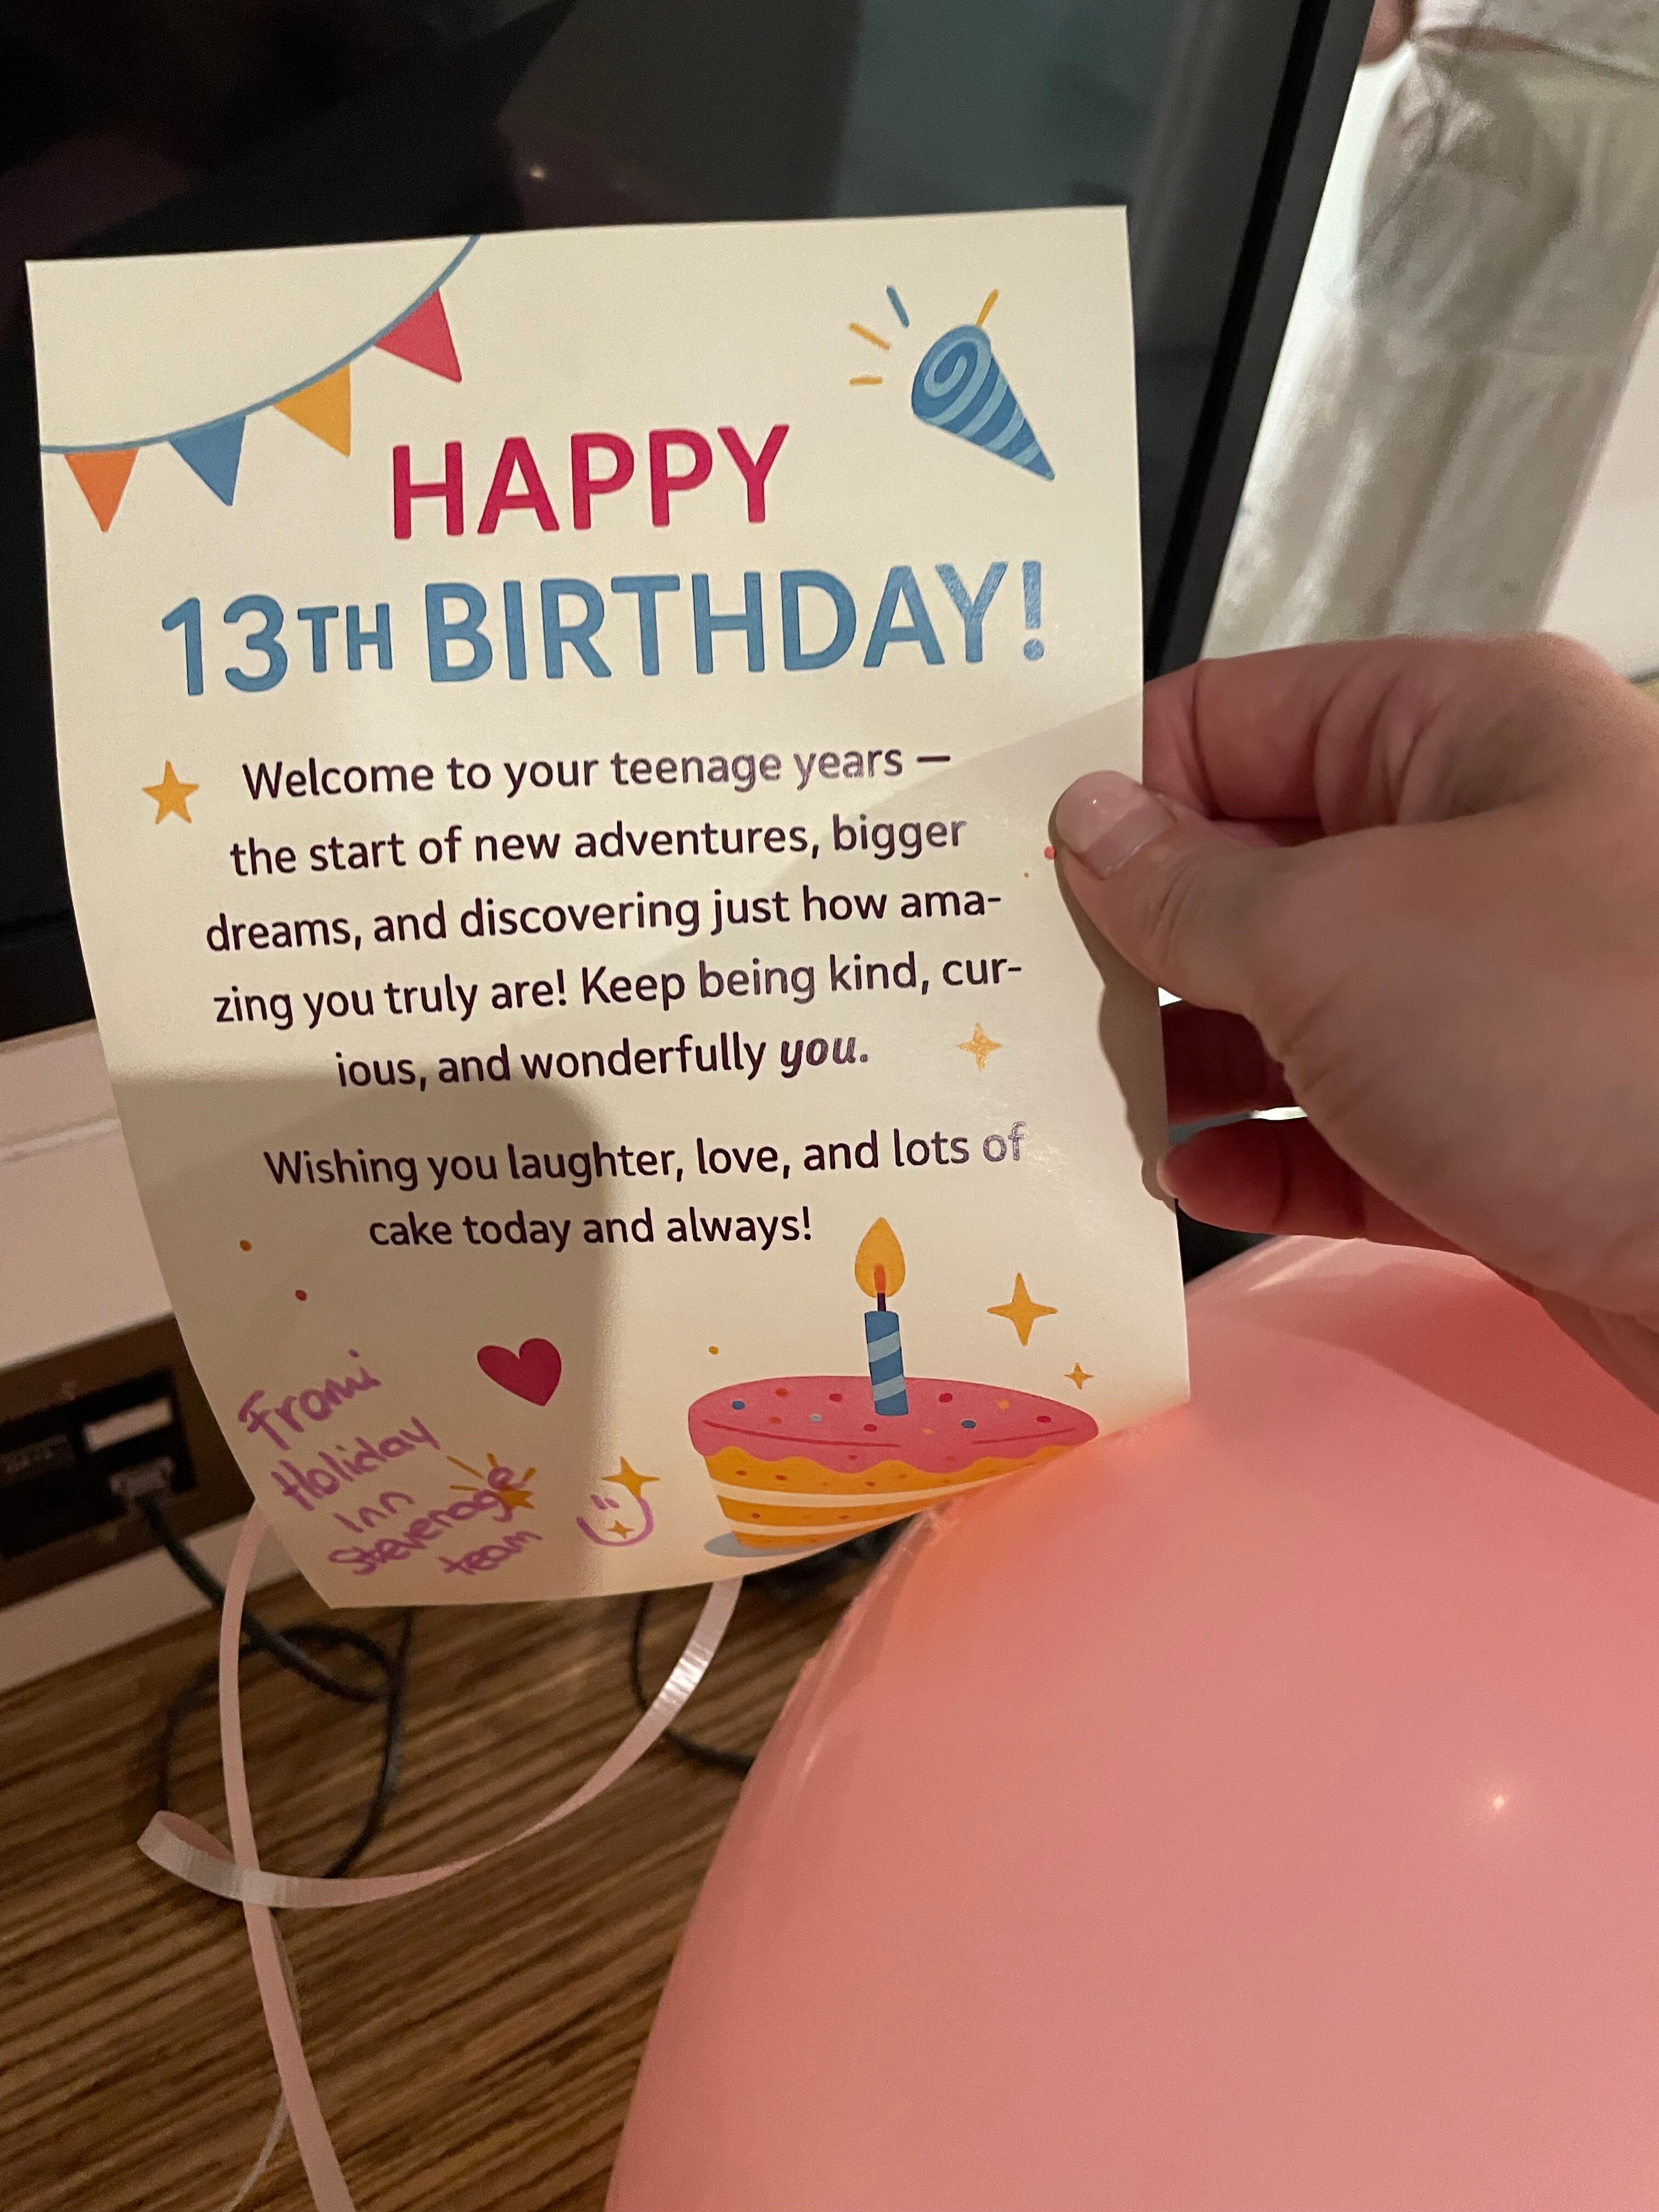 HAPPY
13TH BIRTHDAY!
Welcome to your teenage years —
the start of new adventures, bigger
dreams, and discovering just how ama-
zing you truly are! Keep being kind, cur-
ious, and wonderfully you.
Wishing you laughter, love, and lots of
cake today and always!
From:
Holiday
Inn
Stevenage
team